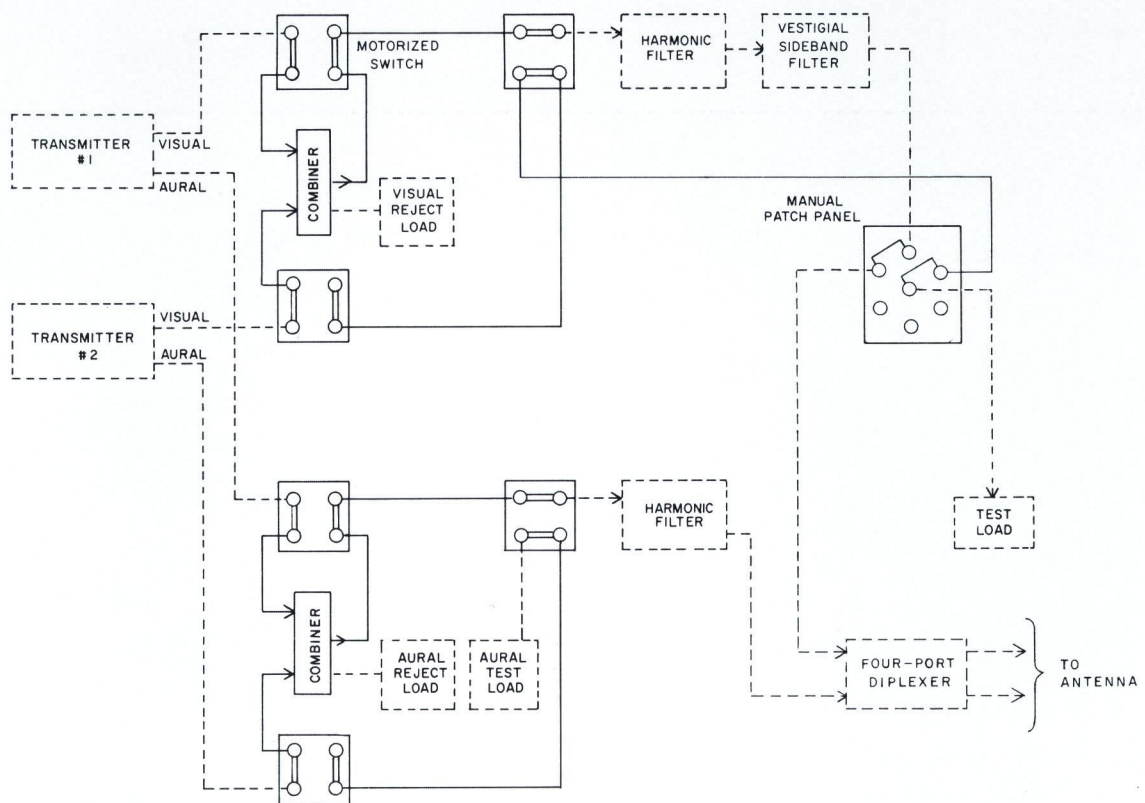 MOTORIZED
SWITCH
HARMONIC
FILTER
VESTIGIAL
SIDEBAND
FILTER
TRANSMITTER
#1
VISUAL
AURAL
COMBINER
VISUAL
REJECT
LOAD
MANUAL
PATCH PANEL
TRANSMITTER
#2
VISUAL
AURAL
HARMONIC
FILTER
TEST
LOAD
COMBINER
AURAL
REJECT
LOAD
AURAL
TEST
LOAD
FOUR-PORT
DIPLEXER
TO
ANTENNA